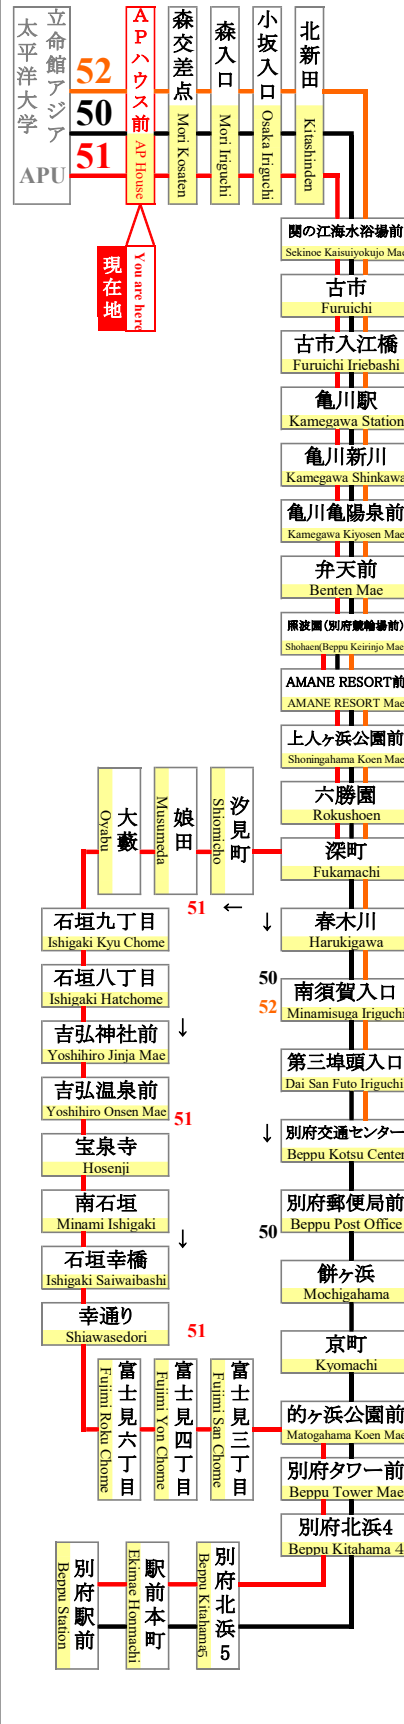 立命館アジア
太平洋大学
APU
52
50
51
APハウス前
AP House
森交差点
Mori Kosaten
森入口
Mori Iriguchi
小坂入口
Osaka Iriguchi
北新田
Kitashinden
現在地
You are here
関の江海水浴場前
Sekinoe Kaisuiyokujo Mae
古市
Furuichi
古市入江橋
Furuichi Iriebashi
亀川駅
Kamegawa Station
亀川新川
Kamegawa Shinkawa
亀川亀陽泉前
Kamegawa Kiyosen Mae
弁天前
Benten Mae
照波園(別府競輪場前)
Shohaen(Beppu Keirinjo Mae
AMANE RESORT前
AMANE RESORT Mae
上人ヶ浜公園前
Shoningahama Koen Mae
六勝園
Rokushoen
深町
Fukamachi
汐見町
Shiomicho
娘田
Musumeda
大藪
Oyabu
51 ←
↓
春木川
Harukigawa
石垣九丁目
Ishigaki Kyu Chome
50
52
南須賀入口
Minamisuga Iriguchi
石垣八丁目
Ishigaki Hatchome
吉弘神社前
Yoshihiro Jinja Mae
↓
第三埠頭入口
Dai San Futo Iriguchi
吉弘温泉前
Yoshihiro Onsen Mae
51
↓
別府交通センター
Beppu Kotsu Center
宝泉寺
Hosenji
南石垣
Minami Ishigaki
別府郵便局前
Beppu Post Office
50
↓
石垣幸橋
Ishigaki Saiwaibashi
餅ヶ浜
Mochigahama
幸通り
Shiawasedori
51
京町
Kyomachi
富士見六丁目
Fujimi Roku Chome
富士見四丁目
Fujimi Yon Chome
富士見三丁目
Fujimi San Chome
的ヶ浜公園前
Matogahama Koen Mae
別府タワー前
Beppu Tower Mae
別府北浜4
Beppu Kitahama 4
別府北浜5
Beppu Kitahama5
駅前本町
Ekimae Honmachi
別府駅前
Beppu Station